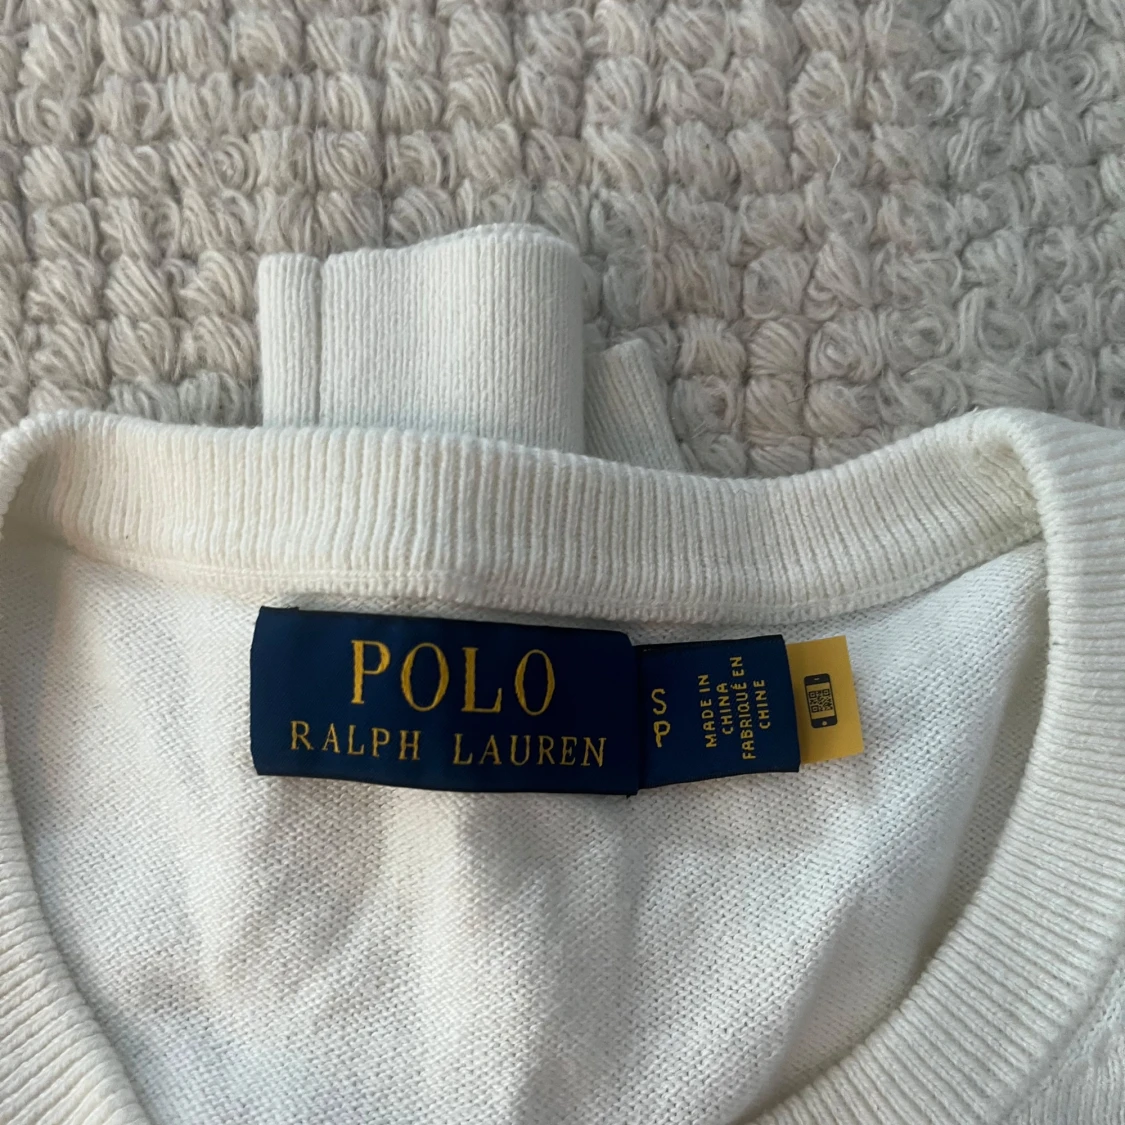 POLO
RALPH LAUREN
S
P
MADE IN
CHINA
FABRIQUÉ EN
CHINE